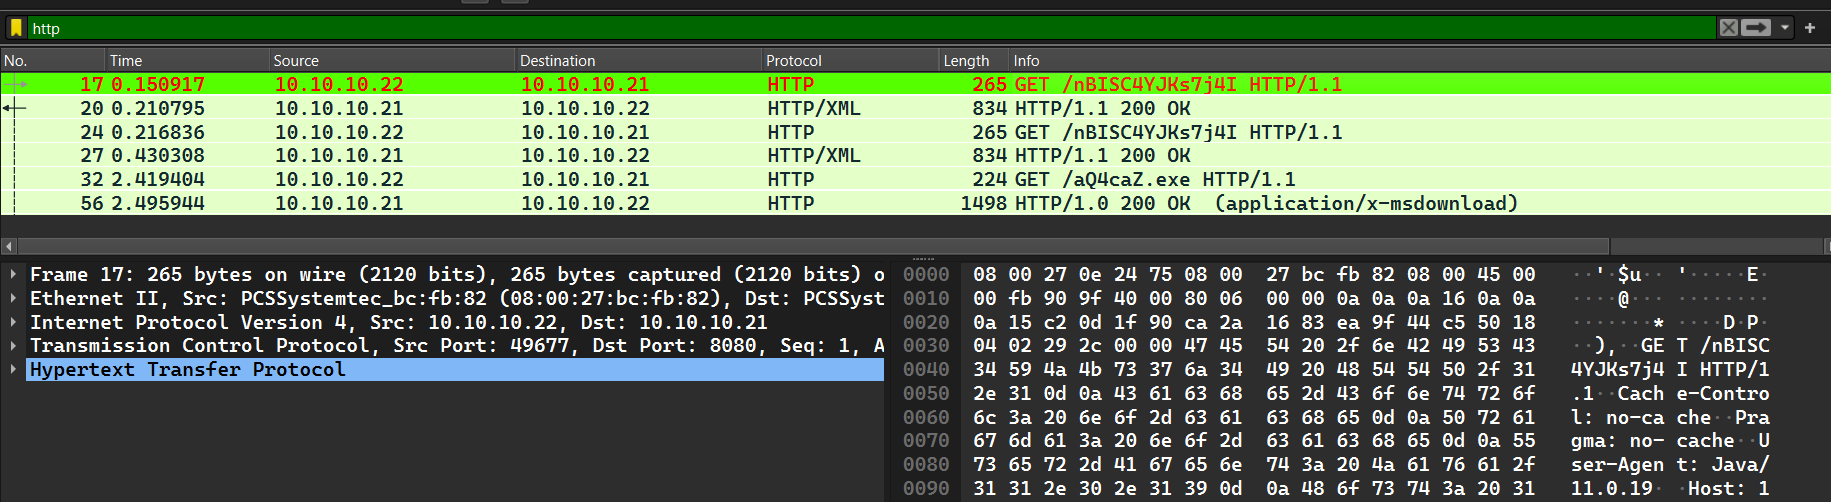 http
No. Time Source Destination Protocol Length Info
17 0.150917 10.10.10.22 10.10.10.21 HTTP 265 GET /nBISC4YJKs7j4I HTTP/1.1
20 0.210795 10.10.10.21 10.10.10.22 HTTP/XML 834 HTTP/1.1 200 OK
24 0.216836 10.10.10.22 10.10.10.21 HTTP 265 GET /nBISC4YJKs7j4I HTTP/1.1
27 0.430308 10.10.10.21 10.10.10.22 HTTP/XML 834 HTTP/1.1 200 OK
32 2.419404 10.10.10.22 10.10.10.21 HTTP 224 GET /aQ4caZ.exe HTTP/1.1
56 2.495944 10.10.10.21 10.10.10.22 HTTP 1498 HTTP/1.0 200 OK (application/x-msdownload)
Frame 17: 265 bytes on wire (2120 bits), 265 bytes captured (2120 bits) o
Ethernet II, Src: PCSSystemtec_bc:fb:82 (08:00:27:bc:fb:82), Dst: PCSSyst
Internet Protocol Version 4, Src: 10.10.10.22, Dst: 10.10.10.21
Transmission Control Protocol, Src Port: 49677, Dst Port: 8080, Seq: 1, A
Hypertext Transfer Protocol
0000 08 00 27 0e 24 75 08 00 27 bc fb 82 08 00 45 00 ··'·$u·· '·····E·
0010 00 fb 90 9f 40 00 80 06 00 00 0a 0a 0a 16 0a 0a ····@··· ········
0020 0a 15 c2 0d 1f 90 ca 2a 16 83 ea 9f 44 c5 50 18 ·······* ····D·P·
0030 04 02 29 2c 00 00 47 45 54 20 2f 6e 42 49 53 43 ··),··GE T /nBISC
0040 34 59 4a 4b 73 37 6a 34 49 20 48 54 54 50 2f 31 4YJKs7j4 I HTTP/1
0050 2e 31 0d 0a 43 61 63 68 65 2d 43 6f 6e 74 72 6f .1··Cach e-Contro
0060 6c 3a 20 6e 6f 2d 63 61 63 68 65 0d 0a 50 72 61 l: no-ca che··Pra
0070 67 6d 61 3a 20 6e 6f 2d 63 61 63 68 65 0d 0a 55 gma: no- cache··U
0080 73 65 72 2d 41 67 65 6e 74 3a 20 4a 61 76 61 2f ser-Agen t: Java/
0090 31 31 2e 30 2e 31 39 0d 0a 48 6f 73 74 3a 20 31 11.0.19· ·Host: 1